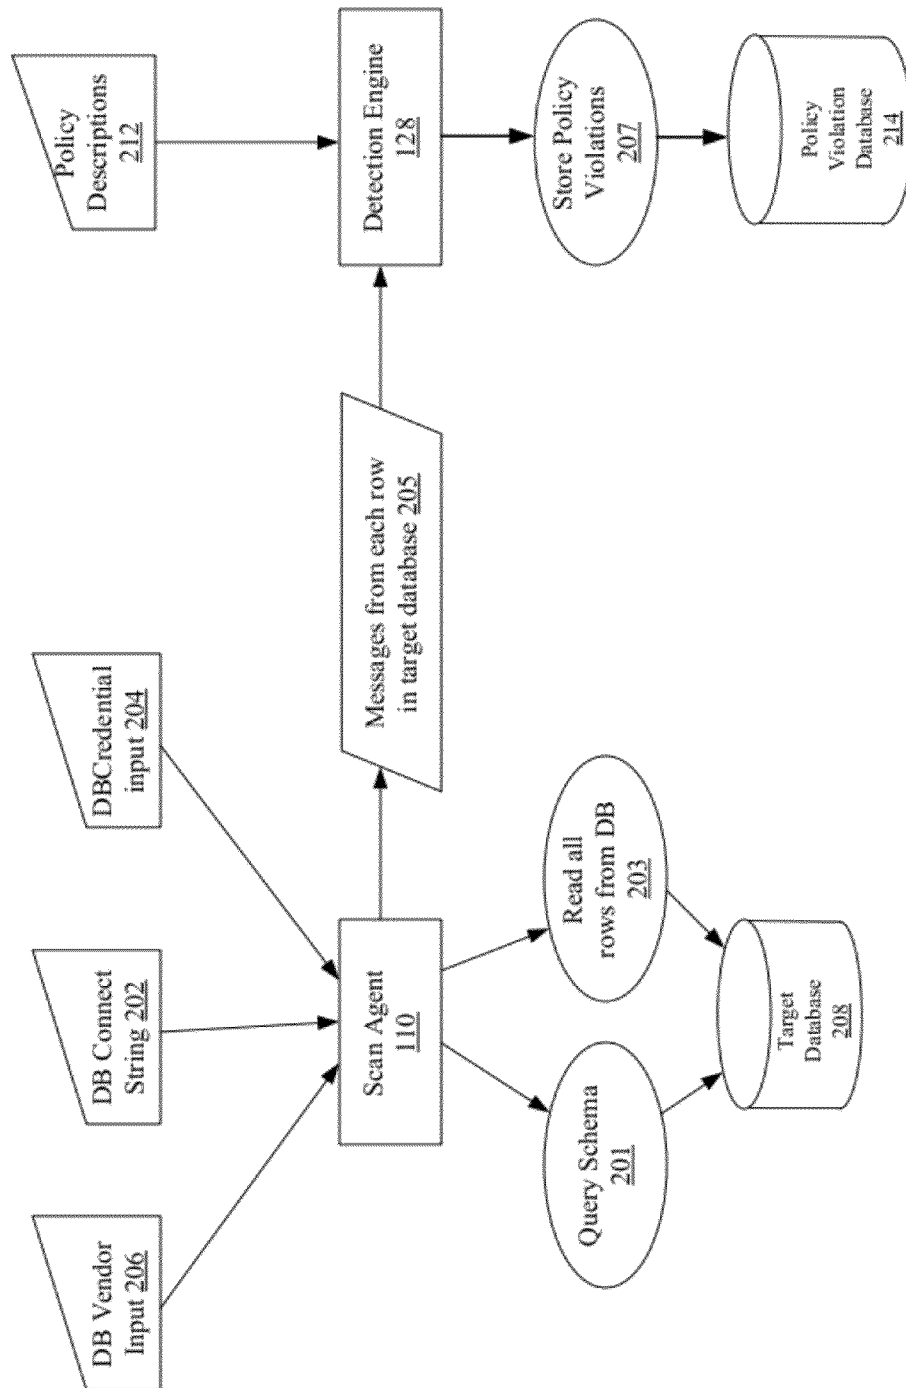 DB Vendor
Input 206
DB Connect
String 202
DBCredential
input 204
Policy
Descriptions
212
Scan Agent
110
Messages from each row
in target database 205
Detection Engine
128
Query Schema
201
Read all
rows from DB
203
Store Policy
Violations
207
Target
Database
208
Policy
Violation
Database
214